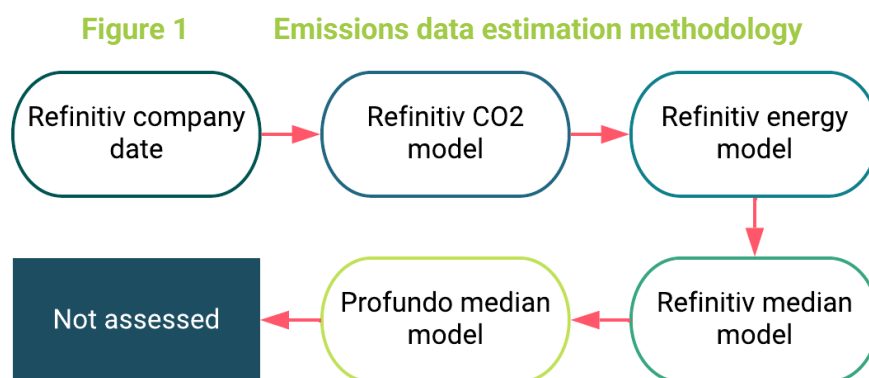 Figure 1 Emissions data estimation methodology
Refinitiv company
date
Refinitiv CO2
model
Refinitiv energy
model
Not assessed
Profundo median
model
Refinitiv median
model